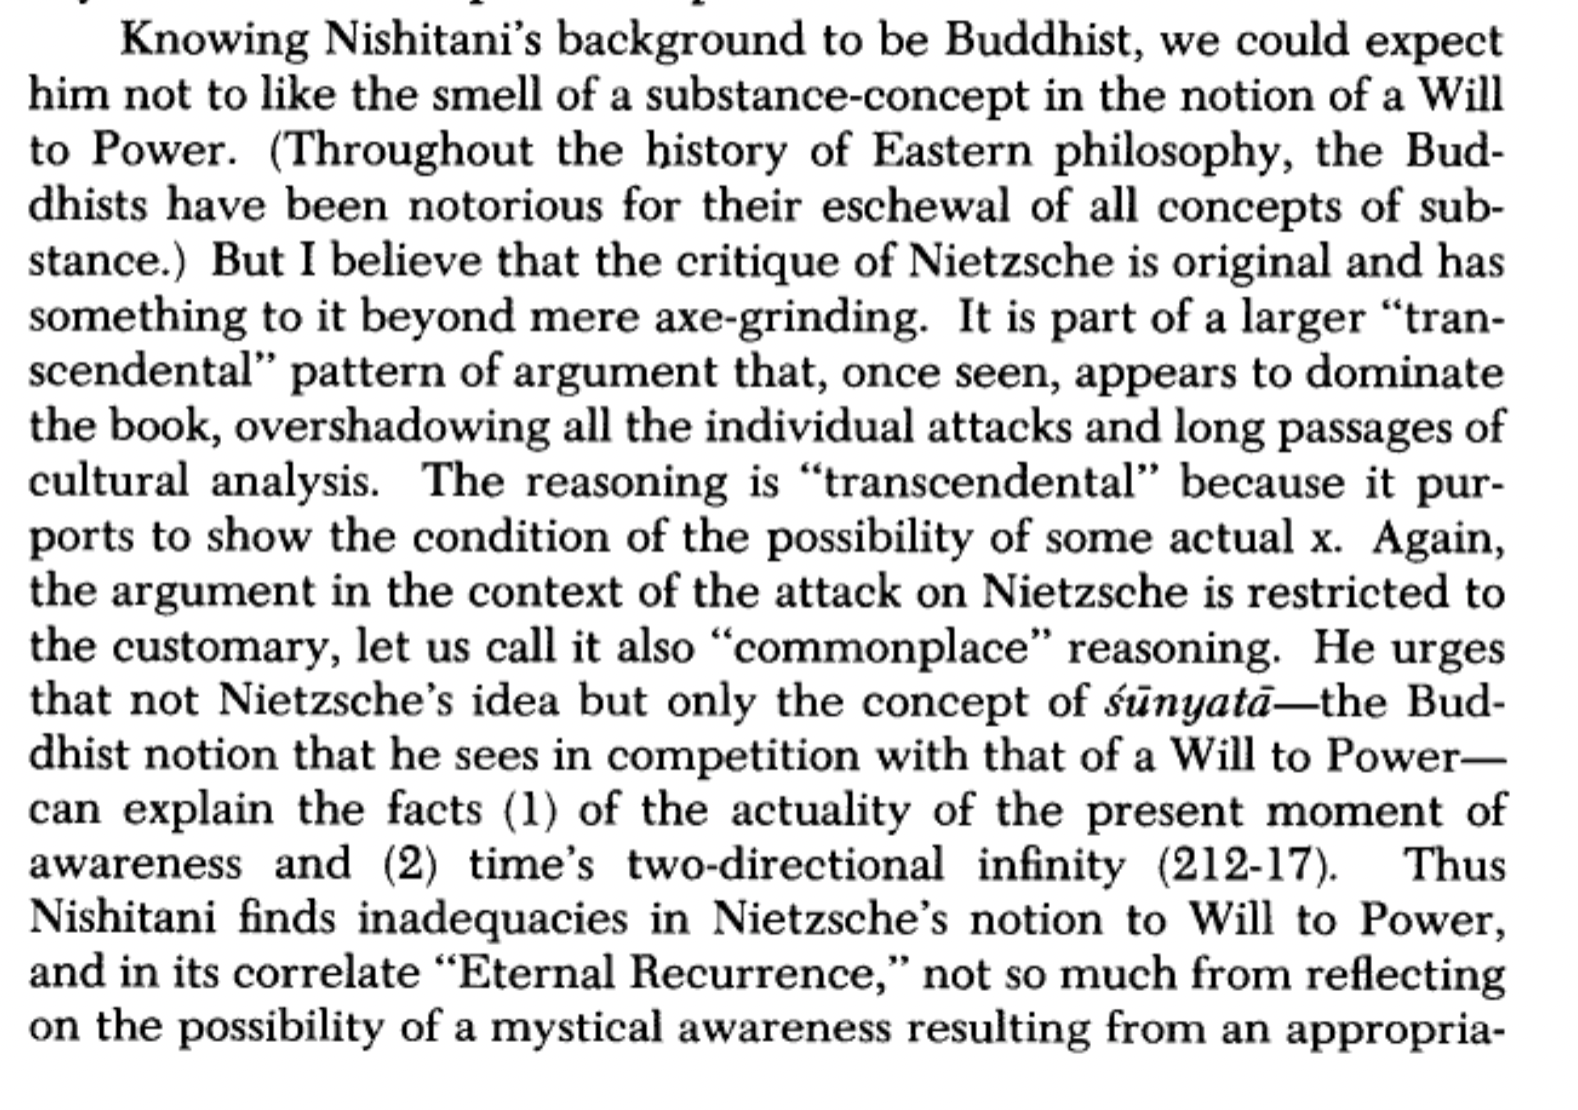 Knowing Nishitani's background to be Buddhist, we could expect
him not to like the smell of a substance-concept in the notion of a Will
to Power. (Throughout the history of Eastern philosophy, the Bud-
dhists have been notorious for their eschewal of all concepts of sub-
stance.) But I believe that the critique of Nietzsche is original and has
something to it beyond mere axe-grinding. It is part of a larger “tran-
scendental” pattern of argument that, once seen, appears to dominate
the book, overshadowing all the individual attacks and long passages of
cultural analysis. The reasoning is “transcendental” because it pur-
ports to show the condition of the possibility of some actual x. Again,
the argument in the context of the attack on Nietzsche is restricted to
the customary, let us call it also “commonplace” reasoning. He urges
that not Nietzsche's idea but only the concept of śūnyatā—the Bud-
dhist notion that he sees in competition with that of a Will to Power—
can explain the facts (1) of the actuality of the present moment of
awareness and (2) time's two-directional infinity (212-17). Thus
Nishitani finds inadequacies in Nietzsche's notion to Will to Power,
and in its correlate “Eternal Recurrence,” not so much from reflecting
on the possibility of a mystical awareness resulting from an appropria-